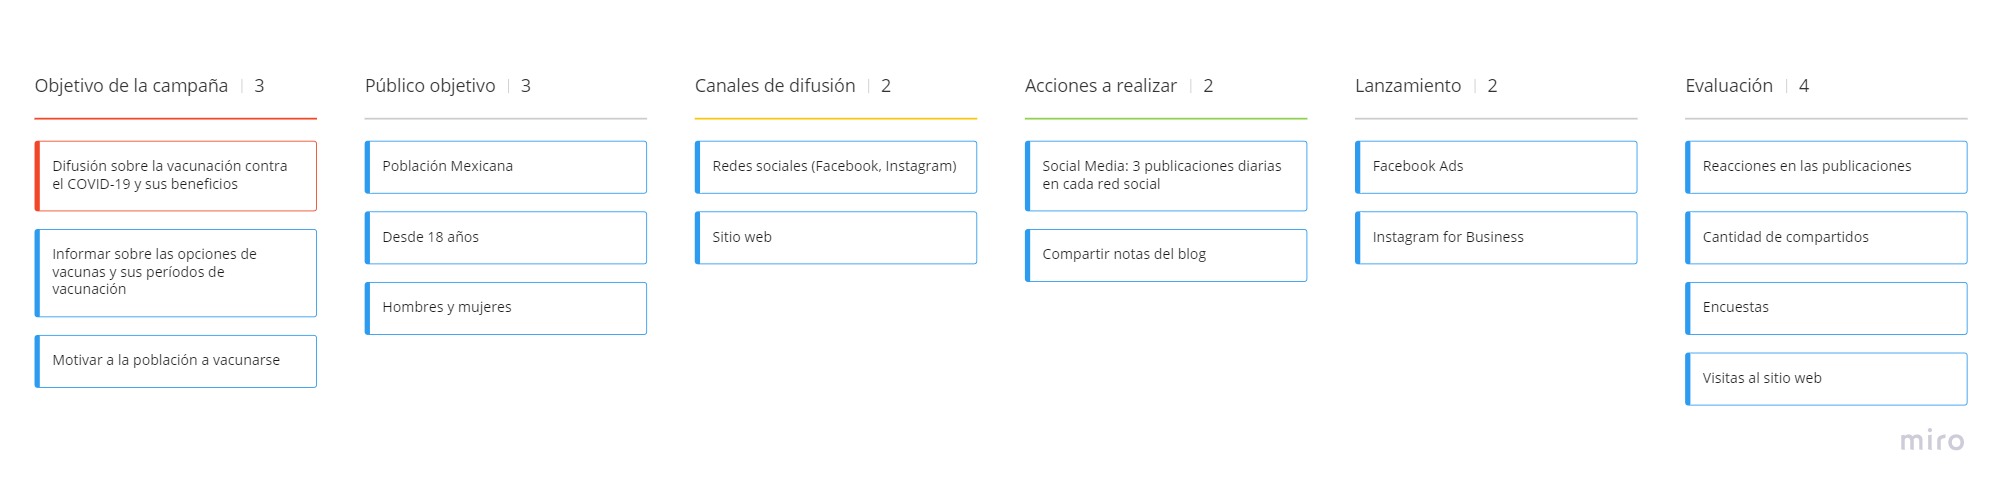 Objetivo de la campaña | 3
Difusión sobre la vacunación contra
el COVID-19 y sus beneficios
Informar sobre las opciones de
vacunas y sus períodos de
vacunación
Motivar a la población a vacunarse
Público objetivo | 3
Población Mexicana
Desde 18 años
Hombres y mujeres
Canales de difusión | 2
Redes sociales (Facebook, Instagram)
Sitio web
Acciones a realizar | 2
Social Media: 3 publicaciones diarias
en cada red social
Compartir notas del blog
Lanzamiento | 2
Facebook Ads
Instagram for Business
Evaluación | 4
Reacciones en las publicaciones
Cantidad de compartidos
Encuestas
Visitas al sitio web
miro